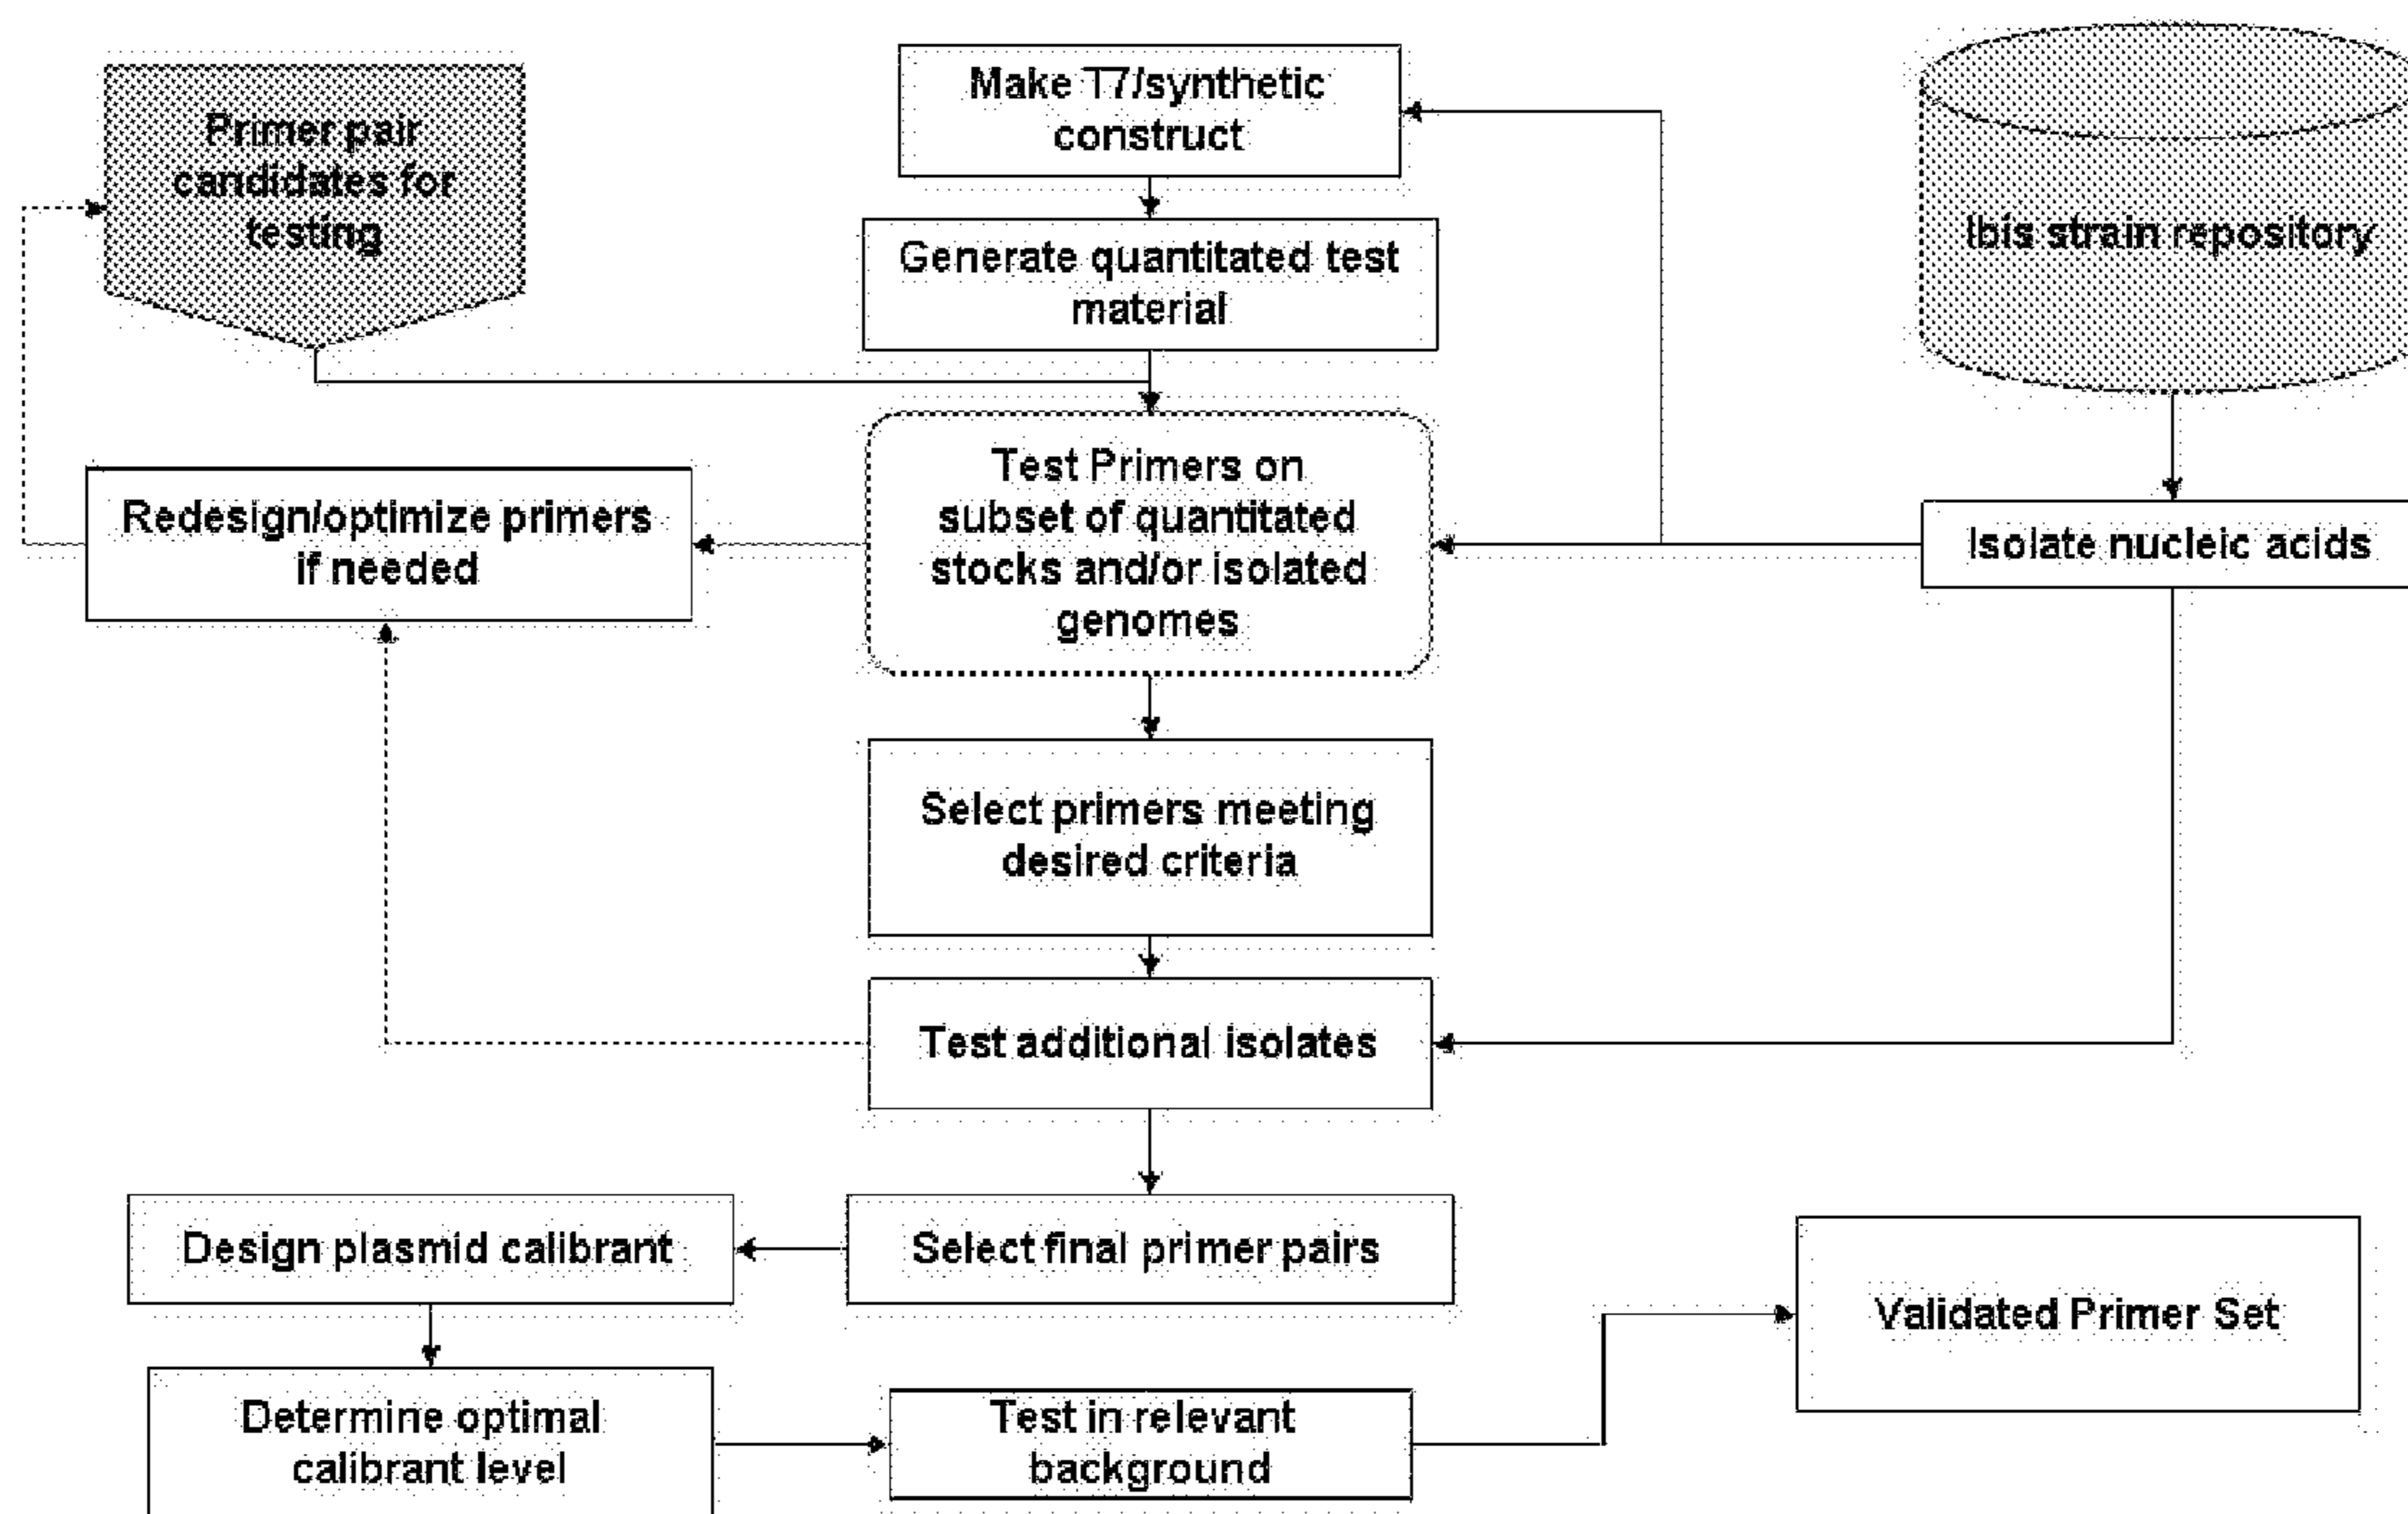 Primer pair
candidates for
testing
Make T7/synthetic
construct
Generate quantitated test
material
Ibis strain repository
Redesign/optimize primers
if needed
Test Primers on
subset of quantitated
stocks and/or isolated
genomes
Isolate nucleic acids
Select primers meeting
desired criteria
Test additional isolates
Design plasmid calibrant
Select final primer pairs
Validated Primer Set
Determine optimal
calibrant level
Test in relevant
background